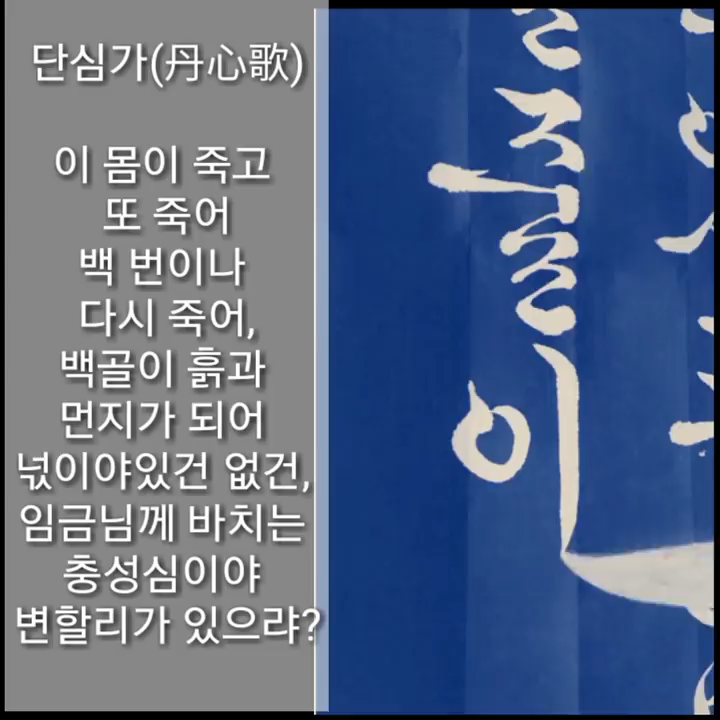 단심가(丹心歌)
이 몸이 죽고
또 죽어
백 번이나
다시 죽어,
백골이 흙과
먼지가 되어
넋이야있건 없건,
임금님께 바치는
충성심이야
변할리가 있으랴?